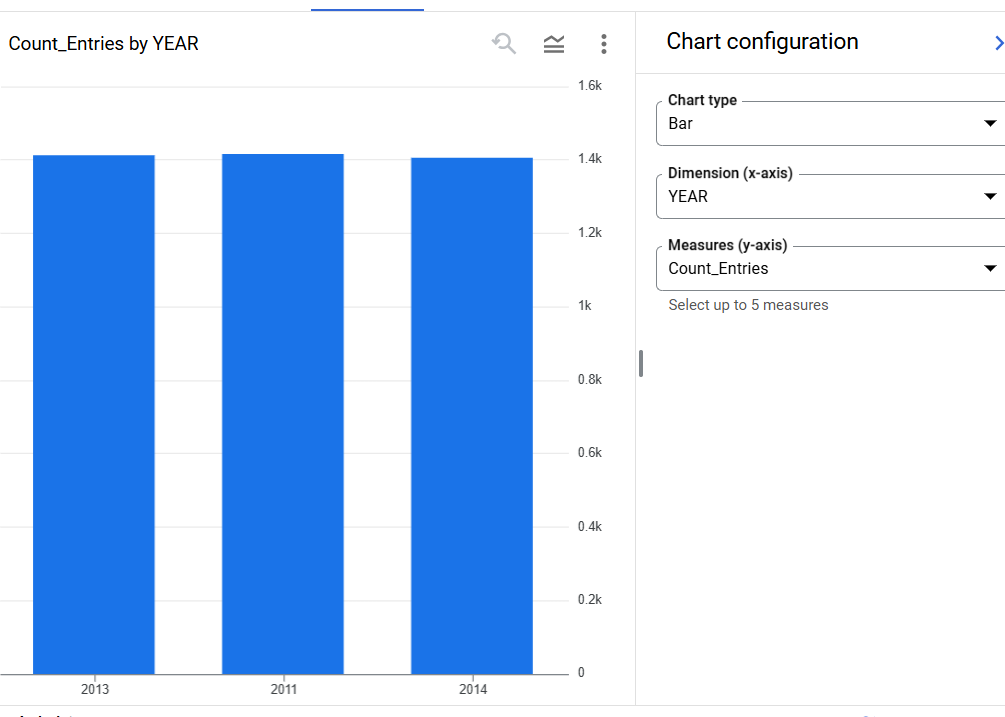 Count_Entries by YEAR
1.6k
1.4k
1.2k
1k
0.8k
0.6k
0.4k
0.2k
0
2013 2011 2014
Chart configuration
Chart type
Bar
Dimension (x-axis)
YEAR
Measures (y-axis)
Count_Entries
Select up to 5 measures